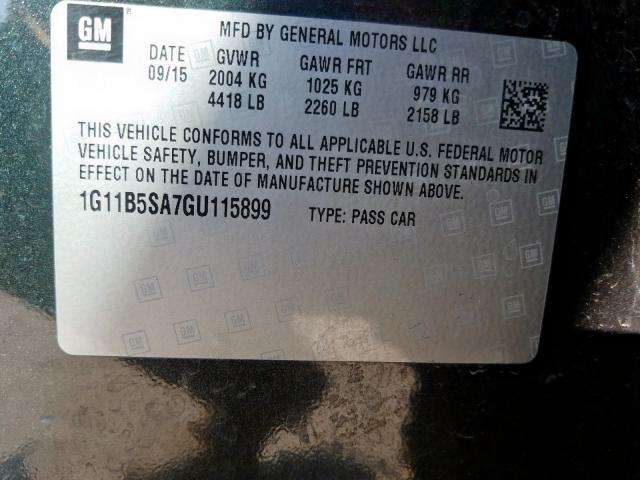 GM
MFD BY GENERAL MOTORS LLC
DATE GVWR GAWR FRT GAWR RR
09/15 2004 KG 1025 KG 979 KG
4418 LB 2260 LB 2158 LB
THIS VEHICLE CONFORMS TO ALL APPLICABLE U.S. FEDERAL MOTOR
VEHICLE SAFETY, BUMPER, AND THEFT PREVENTION STANDARDS IN
EFFECT ON THE DATE OF MANUFACTURE SHOWN ABOVE.
1G11B5SA7GU115899 TYPE: PASS CAR